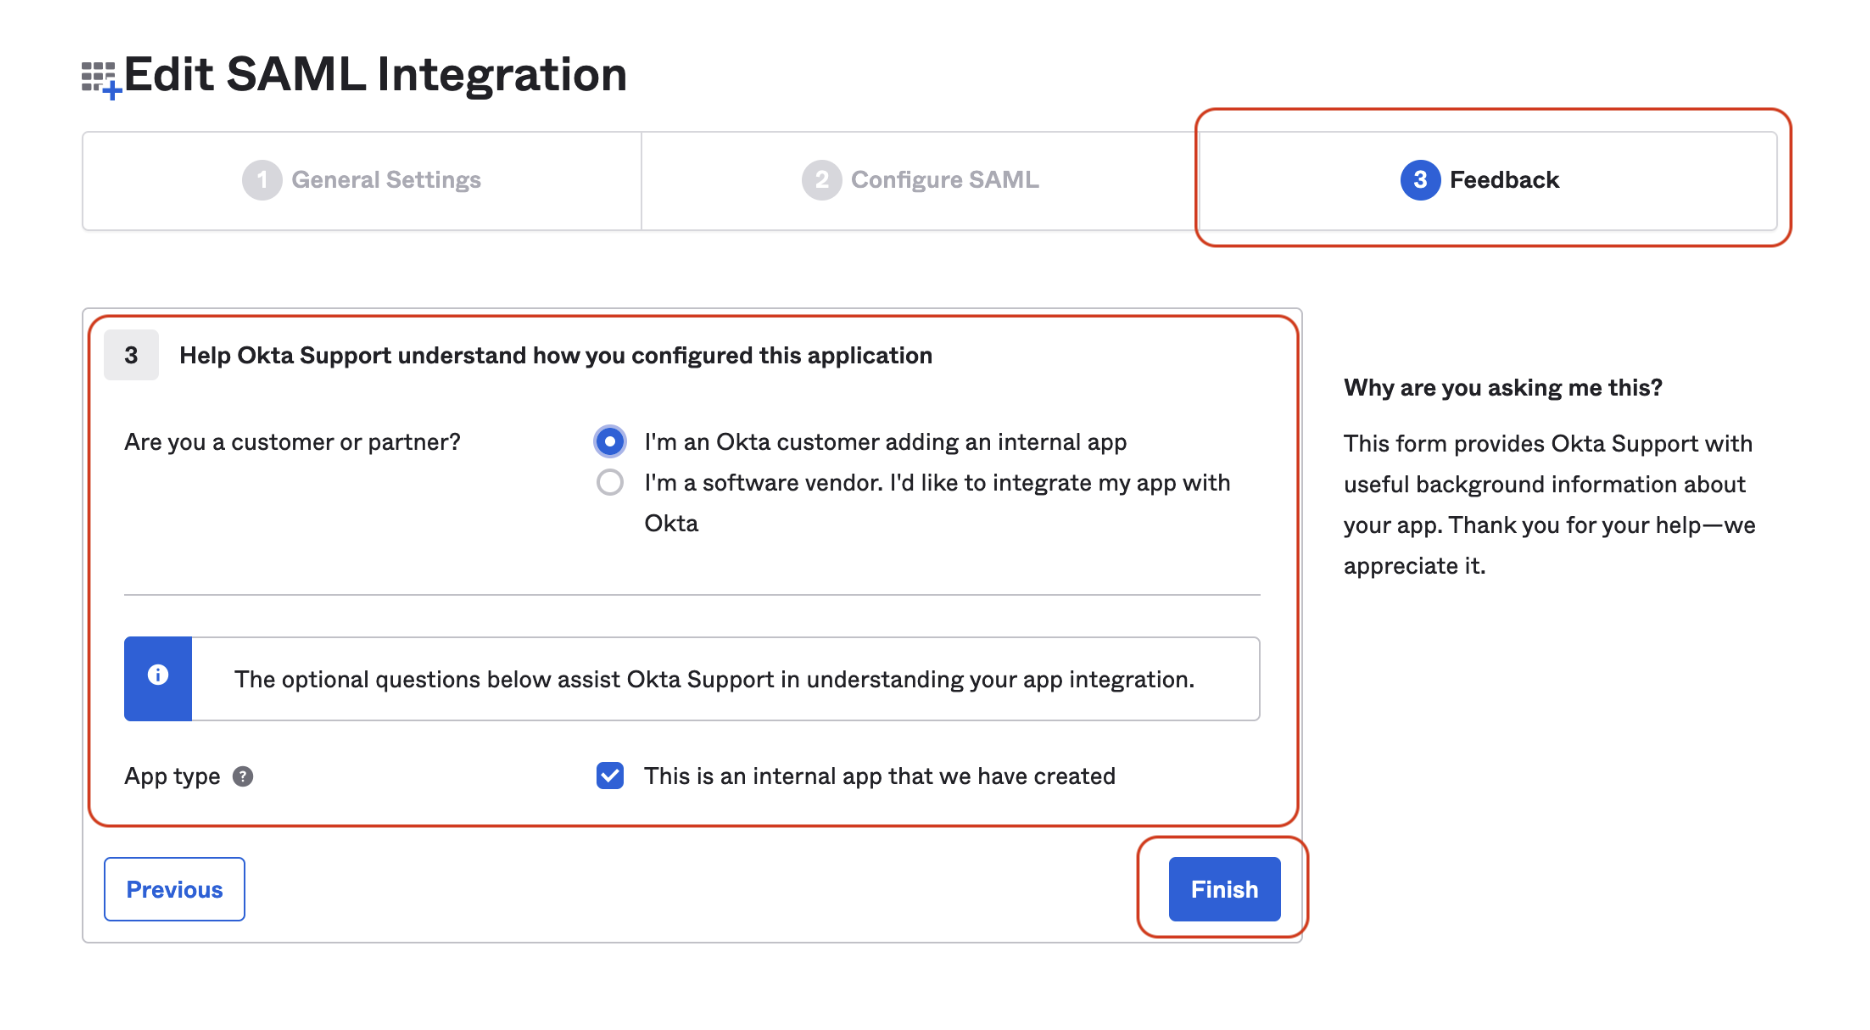 Edit SAML Integration
1 General Settings
2 Configure SAML
3 Feedback
3 Help Okta Support understand how you configured this application
Are you a customer or partner?
I'm an Okta customer adding an internal app
I'm a software vendor. I'd like to integrate my app with
Okta
The optional questions below assist Okta Support in understanding your app integration.
App type ?
This is an internal app that we have created
Previous
Finish
Why are you asking me this?
This form provides Okta Support with
useful background information about
your app. Thank you for your help—we
appreciate it.